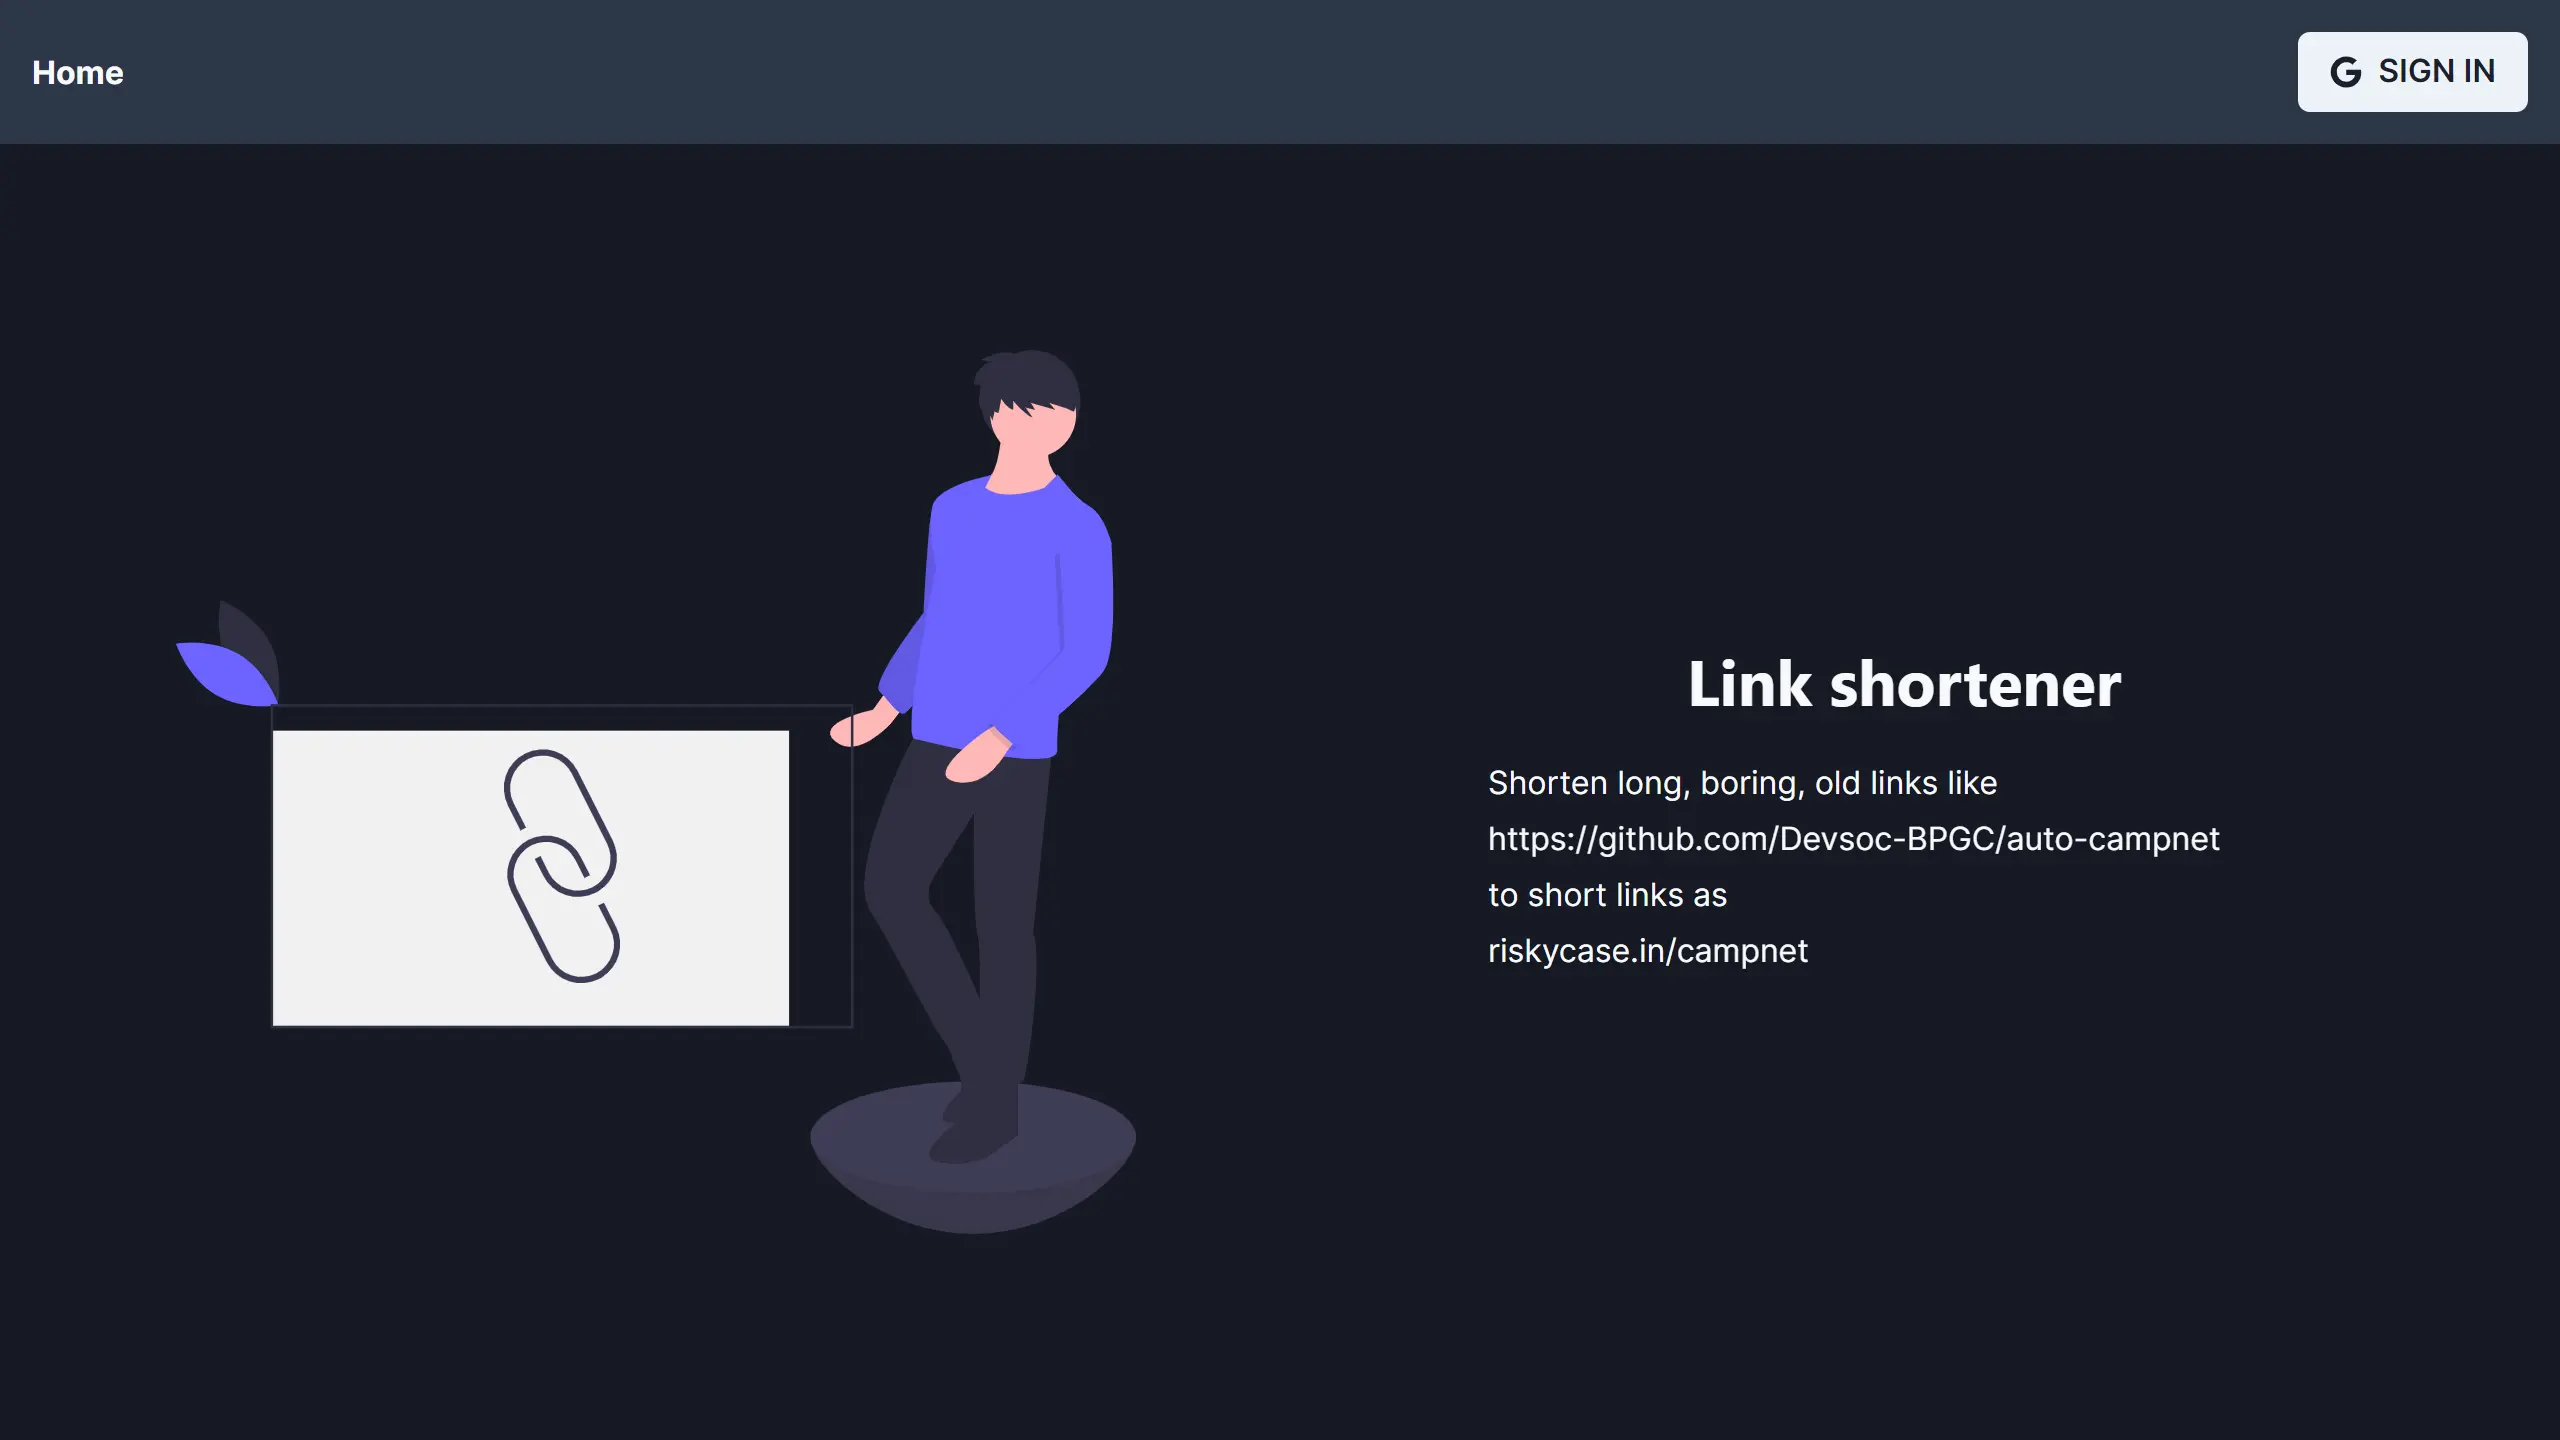 Home
SIGN IN
Link shortener
Shorten long, boring, old links like
https://github.com/Devsoc-BPGC/auto-campnet
to short links as
riskycase.in/campnet